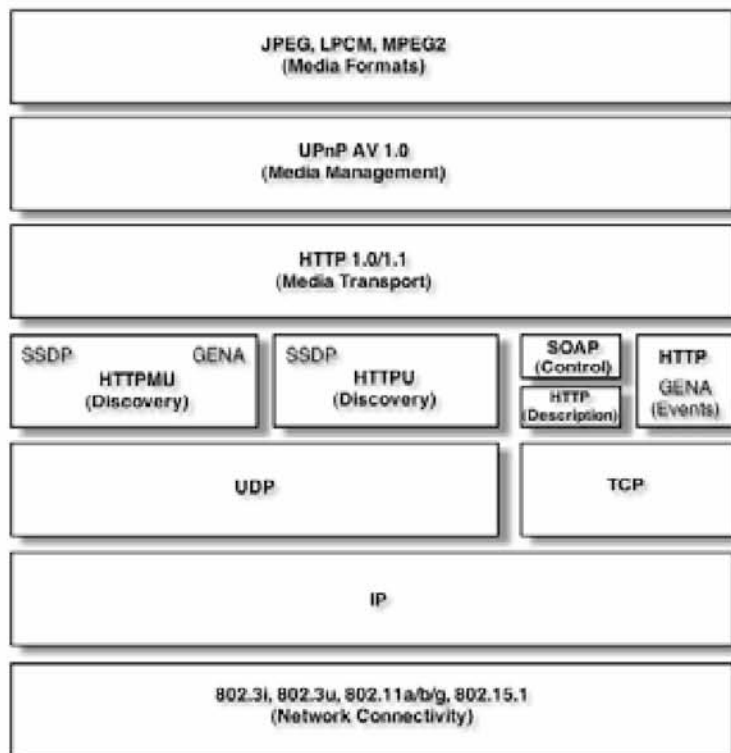 JPEG, LPCM, MPEG2
(Media Formats)
UPnP AV 1.0
(Media Management)
HTTP 1.0/1.1
(Media Transport)
SSDP GENA
HTTPMU
(Discovery)
SSDP
HTTPU
(Discovery)
SOAP
(Control)
HTTP
(Description)
HTTP
GENA
(Events)
UDP
TCP
IP
802.3i, 802.3u, 802.11a/b/g, 802.15.1
(Network Connectivity)